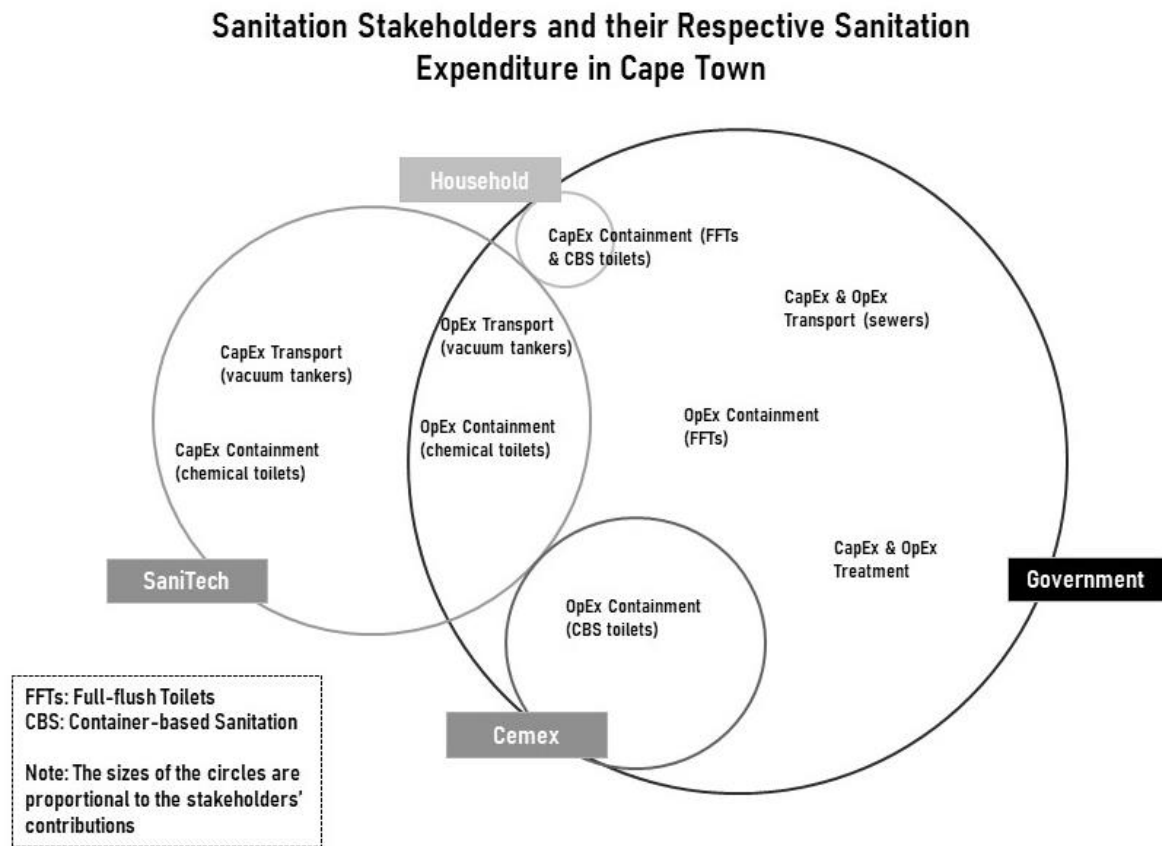 Sanitation Stakeholders and their Respective Sanitation
Expenditure in Cape Town
Household
CapEx Containment (FFTs
& CBS toilets)
CapEx & OpEx
Transport (sewers)
OpEx Transport
(vacuum tankers)
CapEx Transport
(vacuum tankers)
OpEx Containment
(FFTs)
OpEx Containment
(chemical toilets)
CapEx Containment
(chemical toilets)
CapEx & OpEx
Treatment
SaniTech
Government
OpEx Containment
(CBS toilets)
Cemex
FFTs: Full-flush Toilets
CBS: Container-based Sanitation
Note: The sizes of the circles are
proportional to the stakeholders’
contributions